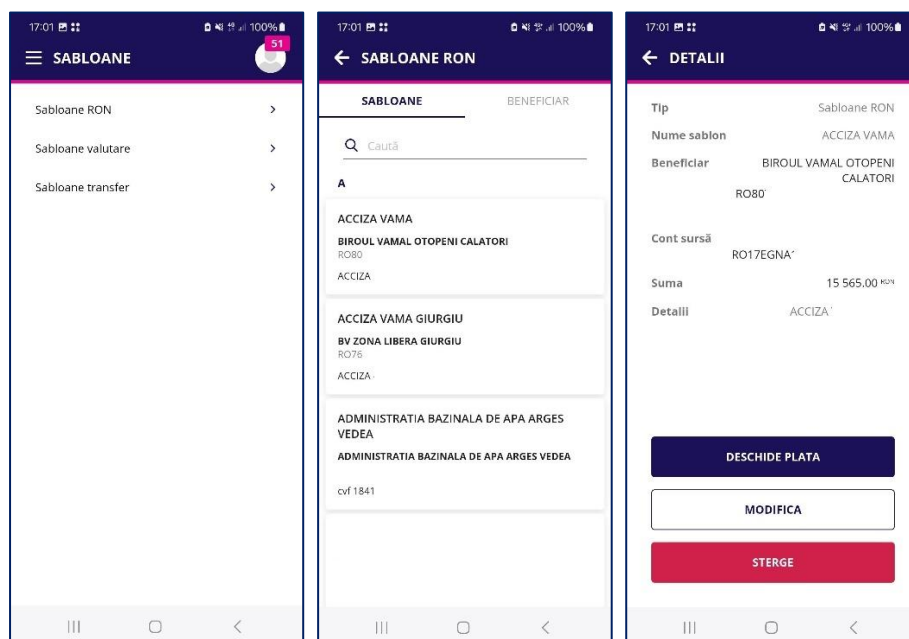 17:01
100%
51
SABLOANE
Sabloane RON
Sabloane valutare
Sabloane transfer
17:01
100%
SABLOANE RON
SABLOANE
BENEFICIAR
Caută
A
ACCIZA VAMA
BIROUL VAMAL OTOPENI CALATORI
RO80
ACCIZA
ACCIZA VAMA GIURGIU
BV ZONA LIBERA GIURGIU
RO76
ACCIZA
ADMINISTRATIA BAZINALA DE APA ARGES
VEDEA
ADMINISTRATIA BAZINALA DE APA ARGES VEDEA
cvf 1841
17:01
100%
DETALII
Tip Sabloane RON
Nume sablon ACCIZA VAMA
Beneficiar BIROUL VAMAL OTOPENI
CALATORI
RO80
Cont sursă
RO17EGNA
Suma 15 565.00 RON
Detalii ACCIZA
DESCHIDE PLATA
MODIFICA
STERGE